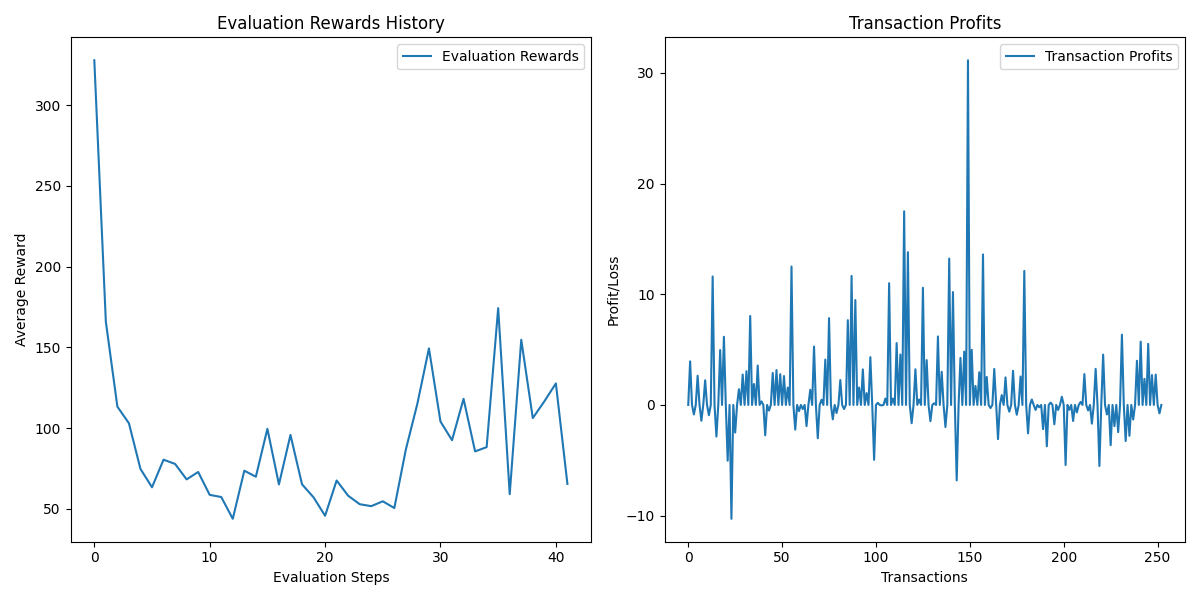 Evaluation Rewards History
Evaluation Rewards
300
250
200
150
100
50
0
10
20
30
40
Average Reward
Evaluation Steps
Transaction Profits
Transaction Profits
30
20
10
0
−10
0
50
100
150
200
250
Profit/Loss
Transactions